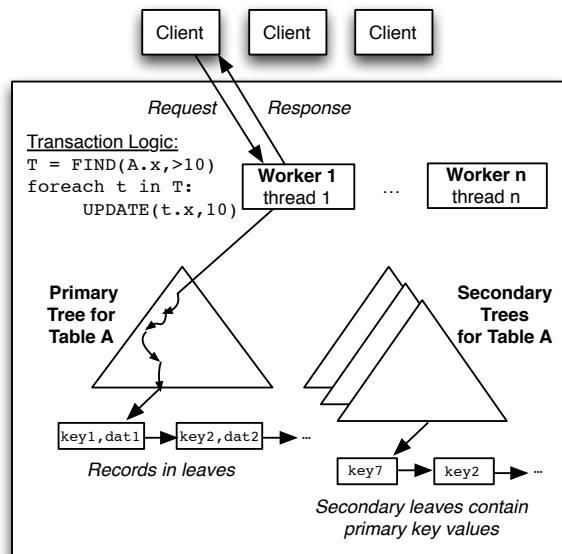 Client
Client
Client
Request
Response
Transaction Logic:
T = FIND(A.x,>10)
foreach t in T:
UPDATE(t.x,10)
Worker 1
thread 1
...
Worker n
thread n
Primary
Tree for
Table A
Secondary
Trees
for Table A
key1,dat1
key2,dat2
...
Records in leaves
key7
key2
...
Secondary leaves contain
primary key values